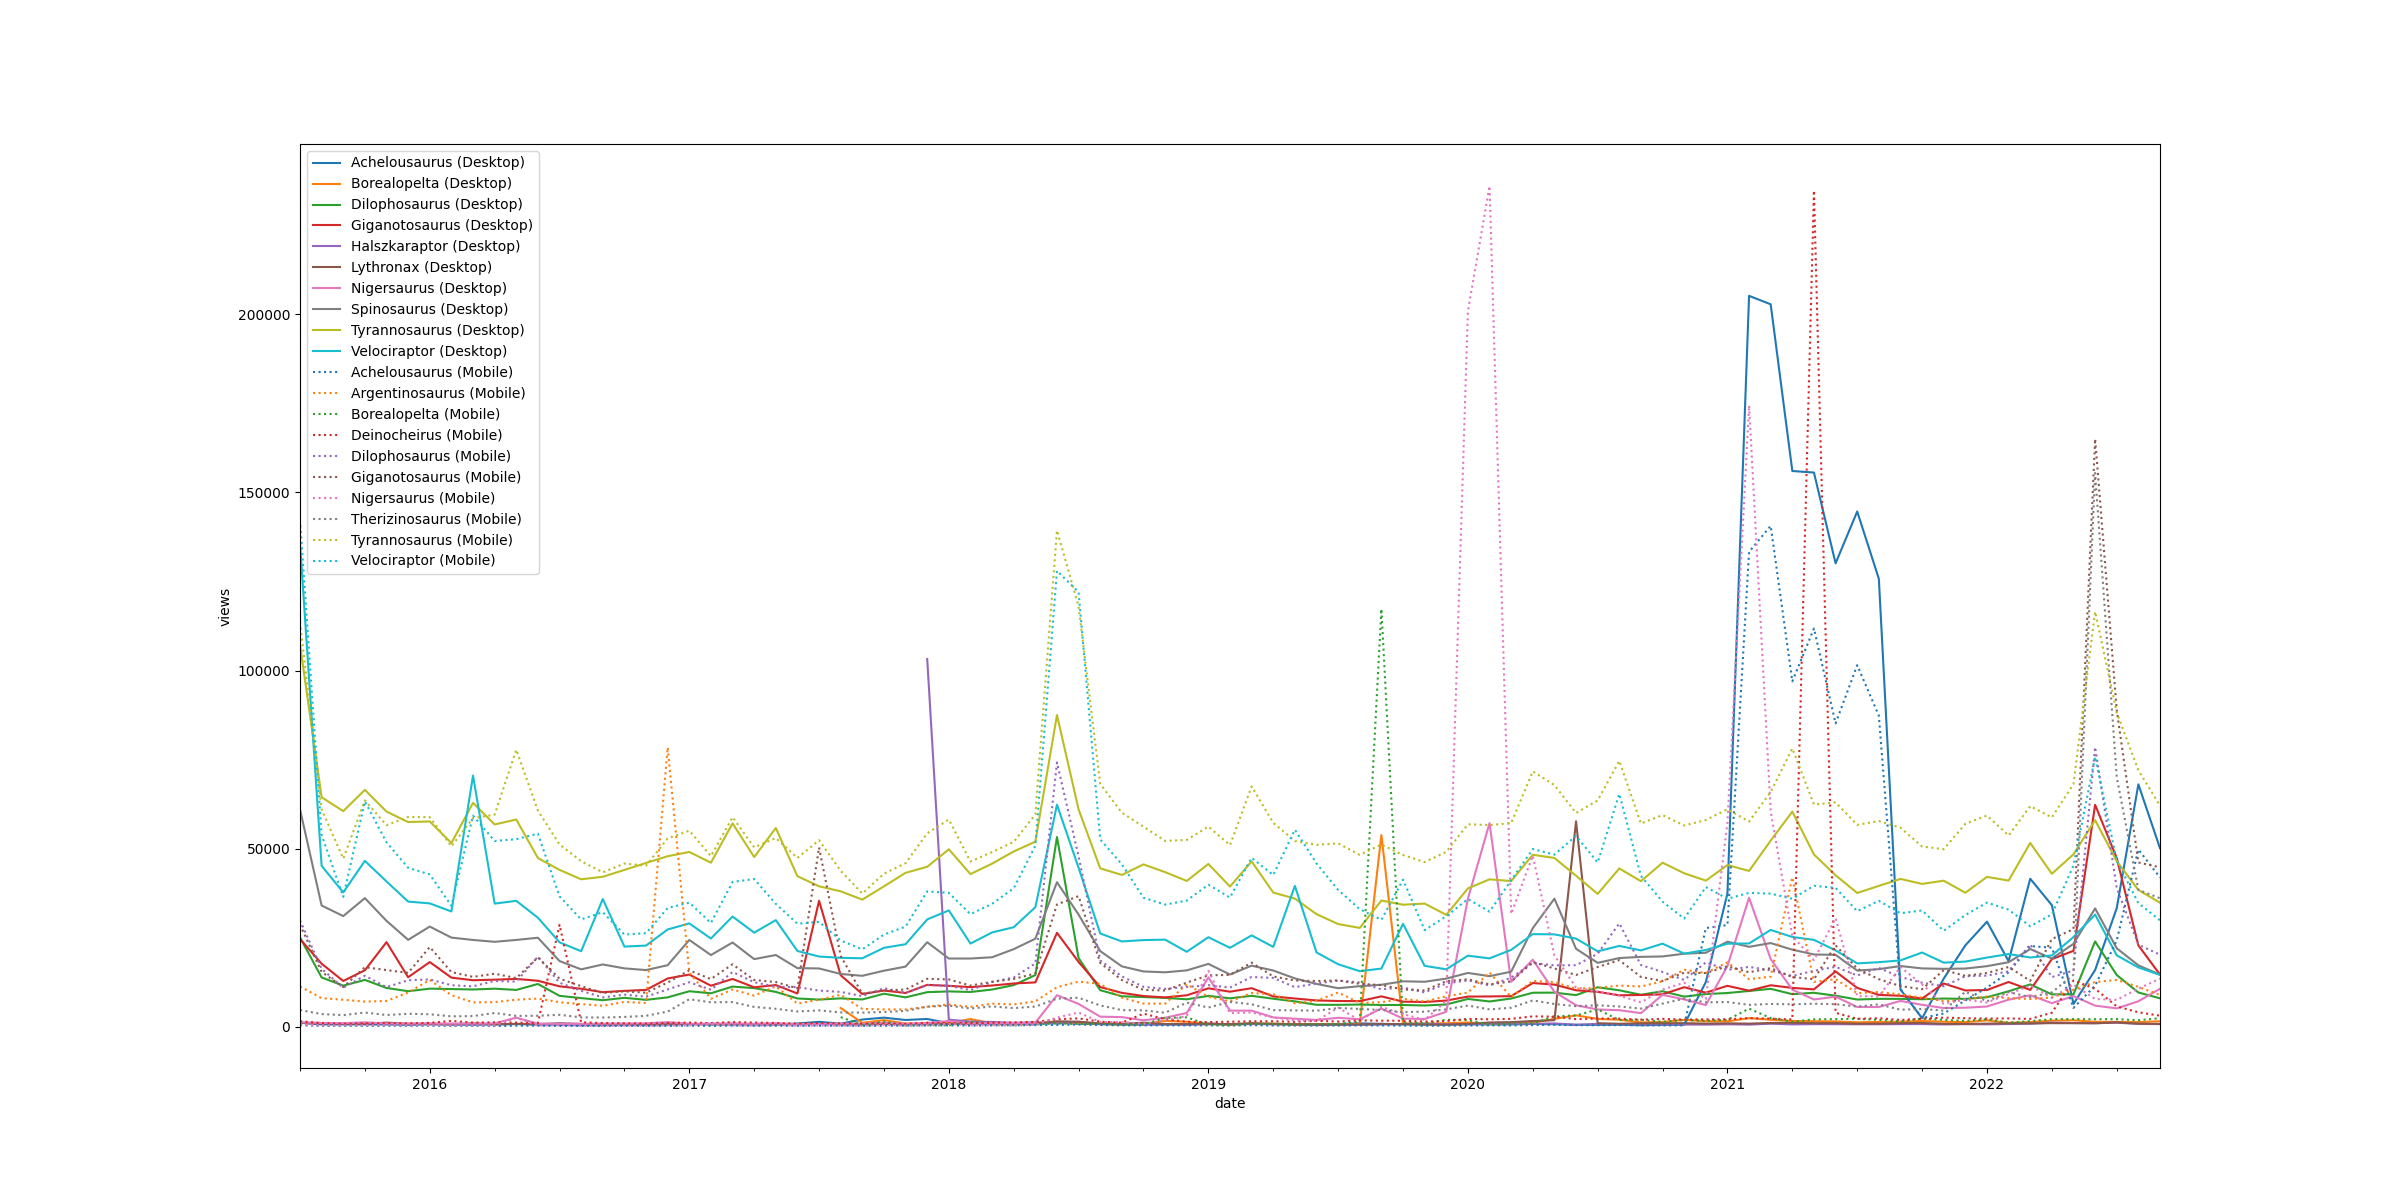 Achelousaurus (Desktop)
Borealopelta (Desktop)
Dilophosaurus (Desktop)
Giganotosaurus (Desktop)
Halszkaraptor (Desktop)
Lythronax (Desktop)
Nigersaurus (Desktop)
Spinosaurus (Desktop)
Tyrannosaurus (Desktop)
Velociraptor (Desktop)
Achelousaurus (Mobile)
Argentinosaurus (Mobile)
Borealopelta (Mobile)
Deinocheirus (Mobile)
Dilophosaurus (Mobile)
Giganotosaurus (Mobile)
Nigersaurus (Mobile)
Therizinosaurus (Mobile)
Tyrannosaurus (Mobile)
Velociraptor (Mobile)
200000
150000
100000
50000
0
views
2016 2017 2018 2019 2020 2021 2022
date